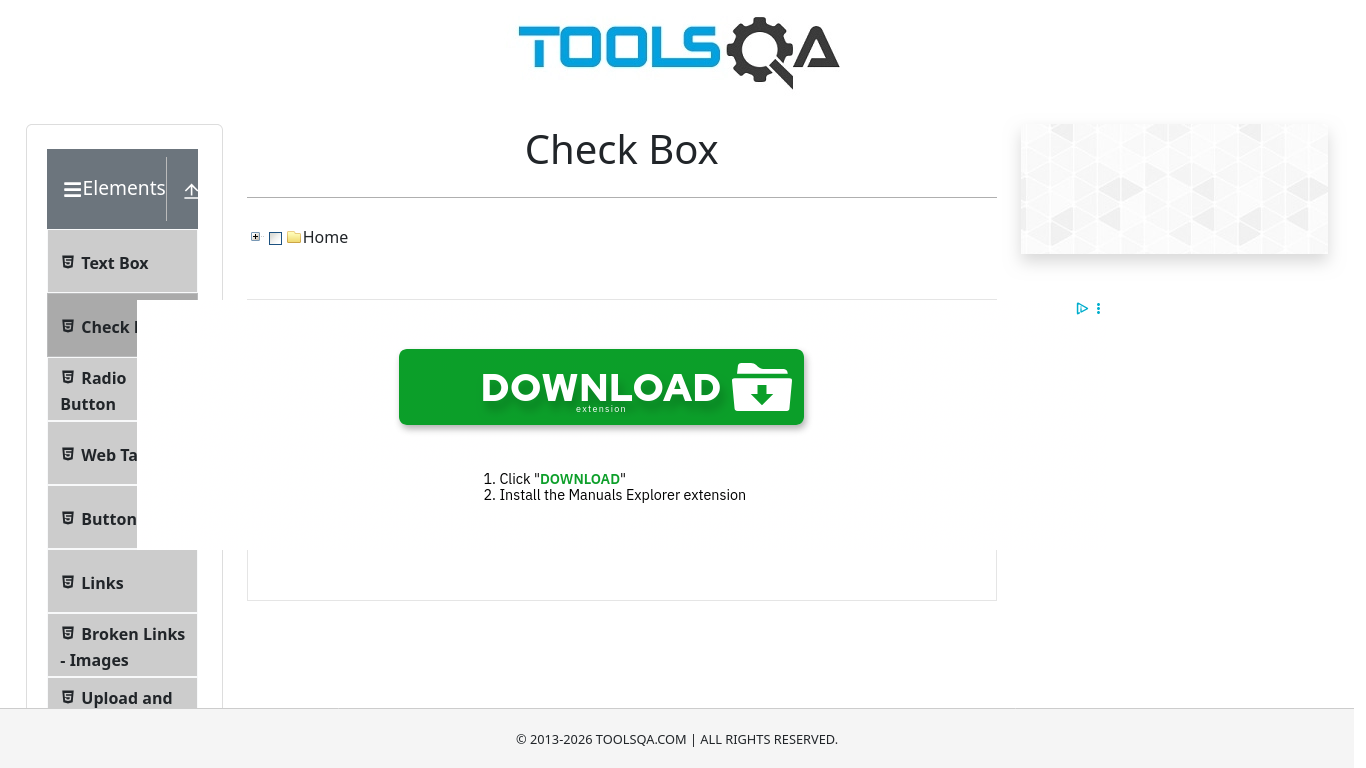 TOOLSQA
Elements
Text Box
Check
Radio
Button
Web Ta
Button
Links
Broken Links
- Images
Upload and
Check Box
Home
DOWNLOAD
extension
1. Click "DOWNLOAD"
2. Install the Manuals Explorer extension
© 2013-2026 TOOLSQA.COM | ALL RIGHTS RESERVED.